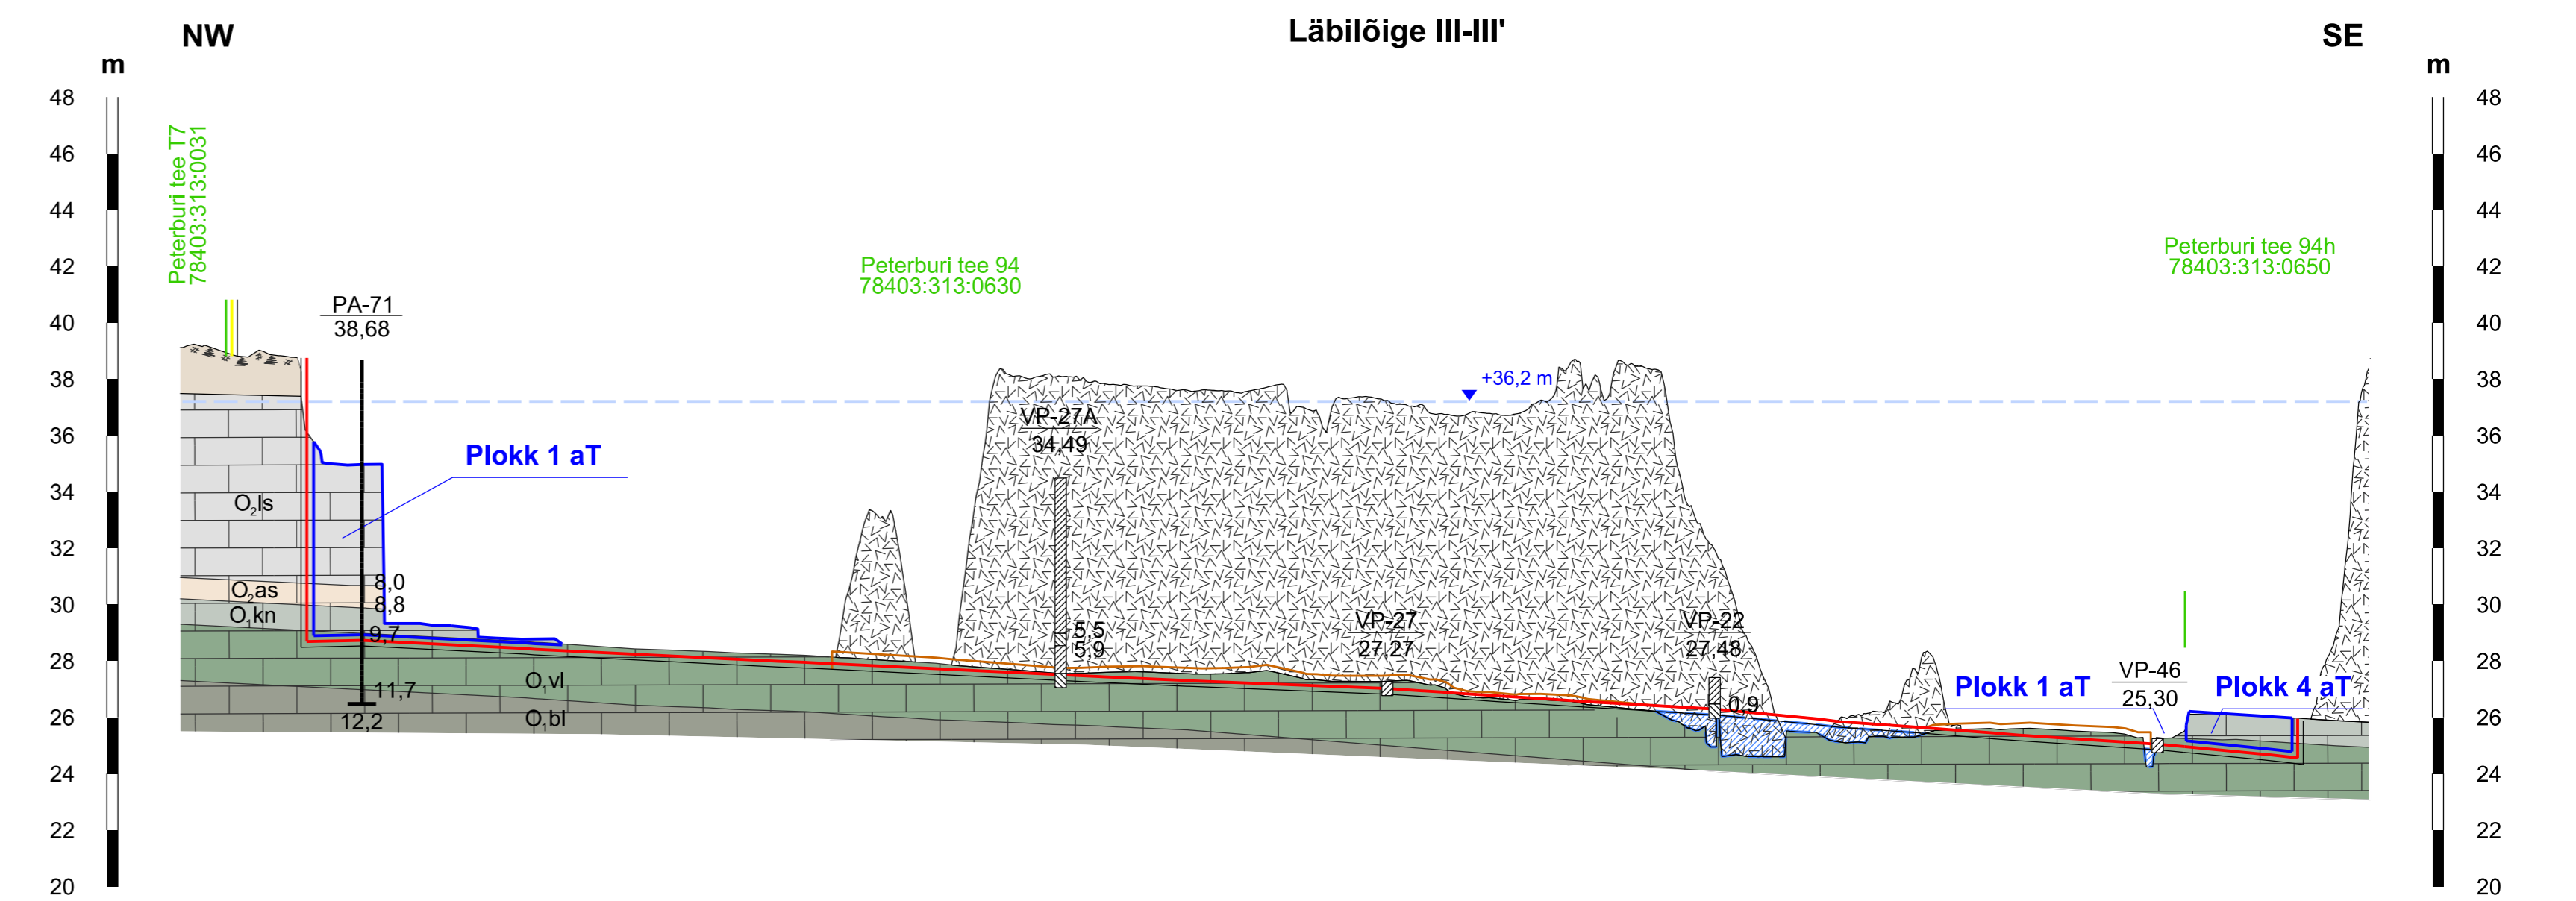 Läbilõige III-III'
NW
SE
m
m
48
46
44
42
40
38
36
34
32
30
28
26
24
22
20
48
46
44
42
40
38
36
34
32
30
28
26
24
22
20
Peterburi tee T7
78403:313:0031
PA-71
38,68
Plokk 1 aT
O₂ls
O₂as
O₁kn
8,0
8,8
9,7
11,7
12,2
O₁vl
O₁bl
Peterburi tee 94
78403:313:0630
VP-27A
34,49
5,5
5,9
+36,2 m
VP-27
27,27
VP-22
27,48
0,9
Peterburi tee 94h
78403:313:0650
Plokk 1 aT
VP-46
25,30
Plokk 4 aT